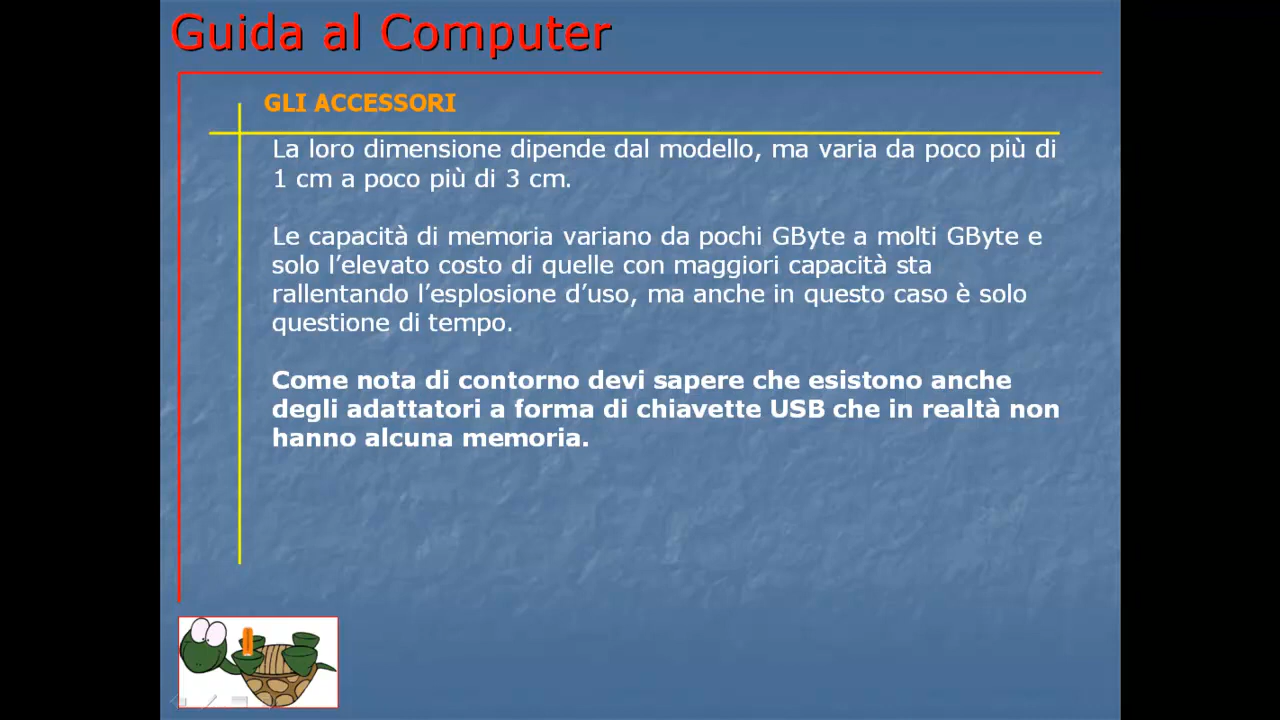 Guida al Computer
GLI ACCESSORI
La loro dimensione dipende dal modello, ma varia da poco più di
1 cm a poco più di 3 cm.
Le capacità di memoria variano da pochi GByte a molti GByte e
solo l’elevato costo di quelle con maggiori capacità sta
rallentando l’esplosione d’uso, ma anche in questo caso è solo
questione di tempo.
Come nota di contorno devi sapere che esistono anche
degli adattatori a forma di chiavette USB che in realtà non
hanno alcuna memoria.